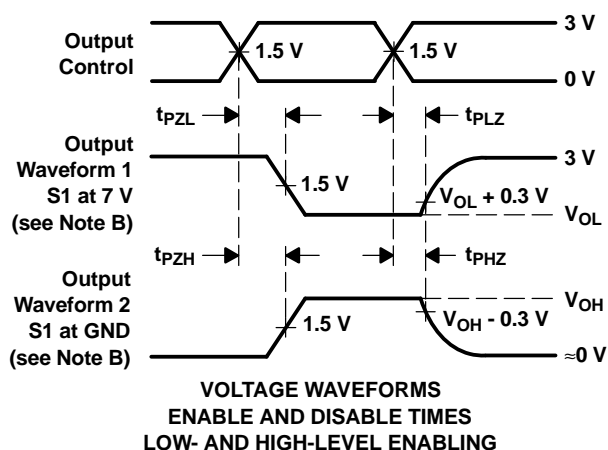 Output
Control
1.5 V
1.5 V
3 V
0 V
tPZL
tPLZ
Output
Waveform 1
S1 at 7 V
(see Note B)
1.5 V
3 V
VOL + 0.3 V
VOL
tPZH
tPHZ
Output
Waveform 2
S1 at GND
(see Note B)
1.5 V
VOH
VOH - 0.3 V
≈0 V
VOLTAGE WAVEFORMS
ENABLE AND DISABLE TIMES
LOW- AND HIGH-LEVEL ENABLING